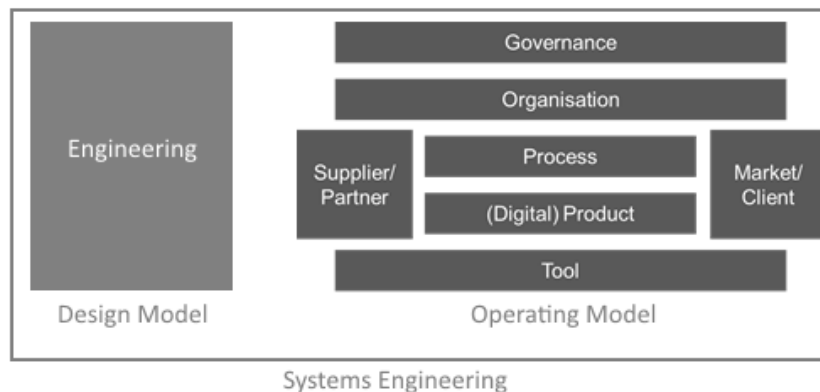 Governance
Organisation
Engineering
Supplier/
Partner
Process
(Digital) Product
Market/
Client
Tool
Design Model
Operating Model
Systems Engineering